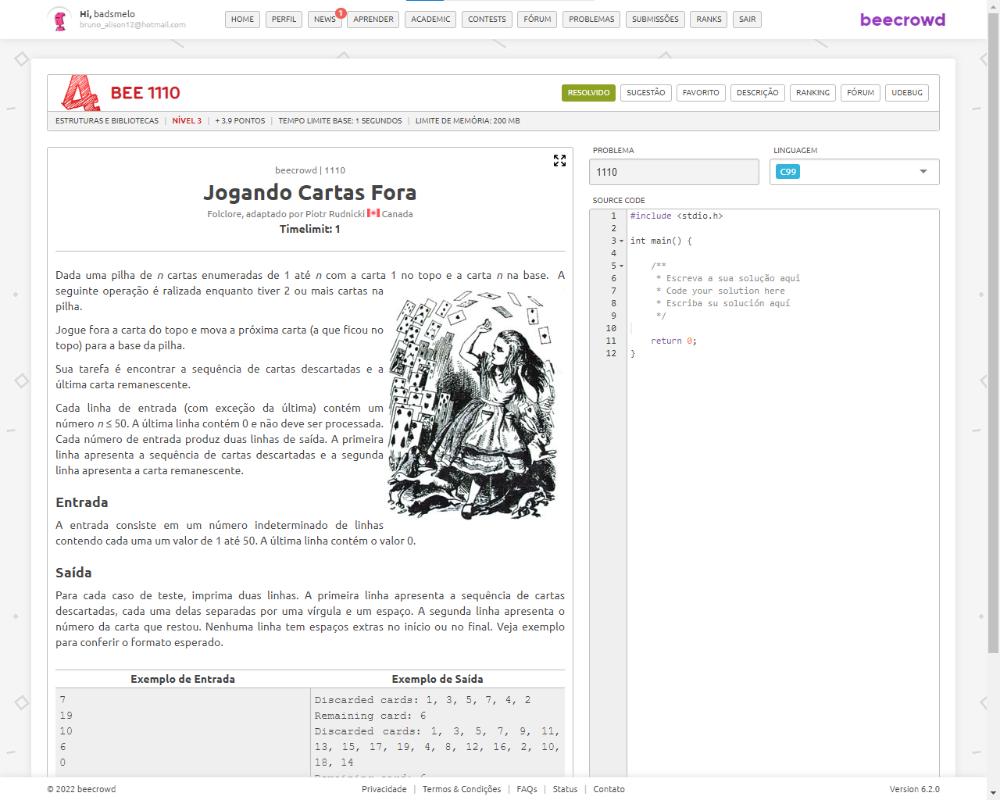 Hi, badsmelo
bruno_alison12@hotmail.com
HOME PERFIL NEWS 1 APRENDER ACADEMIC CONTESTS FÓRUM PROBLEMAS SUBMISSÕES RANKS SAIR
beecrowd
4 BEE 1110
RESOLVIDO SUGESTÃO FAVORITO DESCRIÇÃO RANKING FÓRUM UDEBUG
ESTRUTURAS E BIBLIOTECAS | NÍVEL 3 | + 3.9 PONTOS | TEMPO LIMITE BASE: 1 SEGUNDOS | LIMITE DE MEMÓRIA: 200 MB
beecrowd | 1110
Jogando Cartas Fora
Folclore, adaptado por Piotr Rudnicki Canada
Timelimit: 1
Dada uma pilha de n cartas enumeradas de 1 até n com a carta 1 no topo e a carta n na base. A
seguinte operação é ralizada enquanto tiver 2 ou mais cartas na
pilha.
Jogue fora a carta do topo e mova a próxima carta (a que ficou no
topo) para a base da pilha.
Sua tarefa é encontrar a sequência de cartas descartadas e a
última carta remanescente.
Cada linha de entrada (com exceção da última) contém um
número n ≤ 50. A última linha contém 0 e não deve ser processada.
Cada número de entrada produz duas linhas de saída. A primeira
linha apresenta a sequência de cartas descartadas e a segunda
linha apresenta a carta remanescente.
Entrada
A entrada consiste em um número indeterminado de linhas
contendo cada uma um valor de 1 até 50. A última linha contém o valor 0.
Saída
Para cada caso de teste, imprima duas linhas. A primeira linha apresenta a sequência de cartas
descartadas, cada uma delas separadas por uma vírgula e um espaço. A segunda linha apresenta o
número da carta que restou. Nenhuma linha tem espaços extras no início ou no final. Veja exemplo
para conferir o formato esperado.
Exemplo de Entrada
7
19
10
6
0
Exemplo de Saída
Discarded cards: 1, 3, 5, 7, 4, 2
Remaining card: 6
Discarded cards: 1, 3, 5, 7, 9, 11,
13, 15, 17, 19, 4, 8, 12, 16, 2, 10,
18, 14
Remaining card: 6
PROBLEMA
1110
LINGUAGEM
C99
SOURCE CODE
1 #include <stdio.h>
2
3 int main() {
4
5 /**
6 * Escreva a sua solução aqui
7 * Code your solution here
8 * Escriba su solución aquí
9 */
10
11 return 0;
12 }
© 2022 beecrowd
Privacidade | Termos & Condições | FAQs | Status | Contato
Version 6.2.0